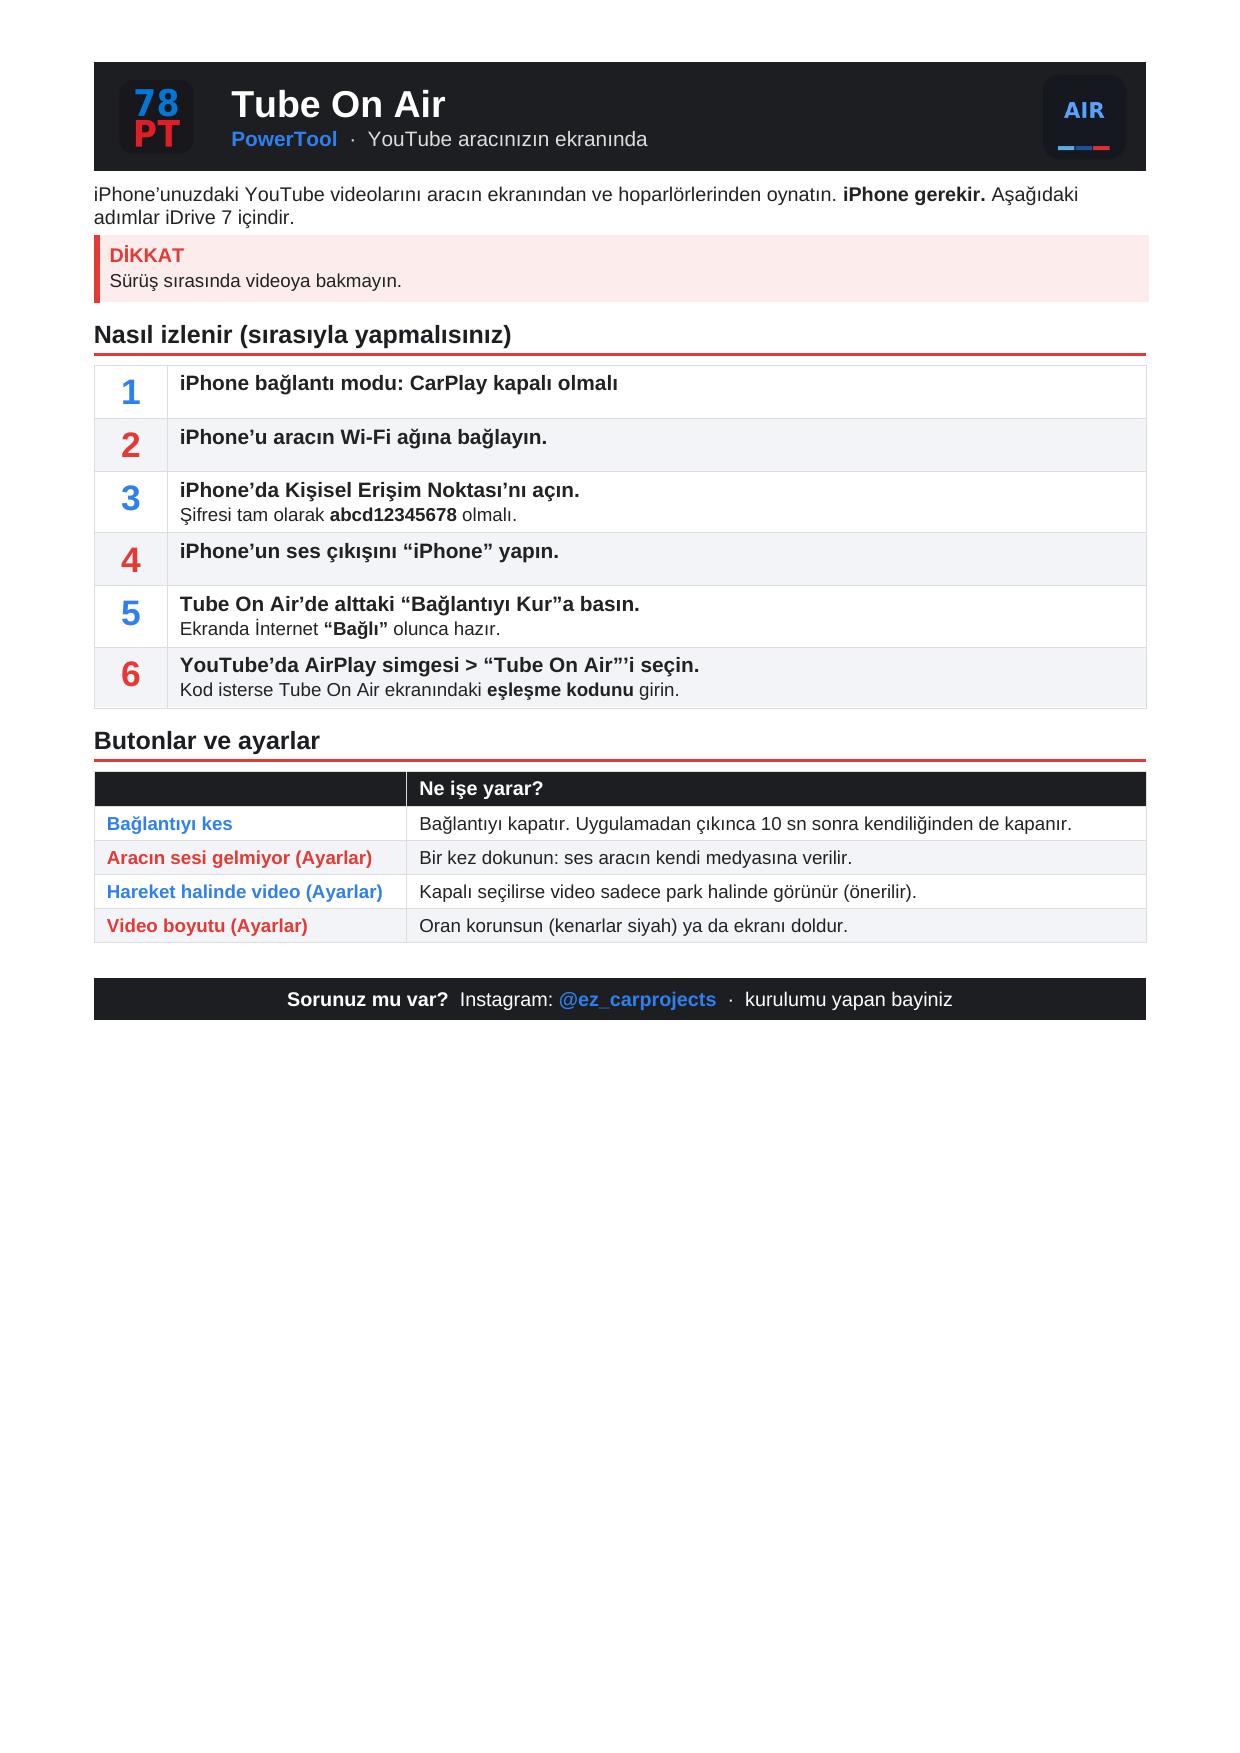 78
PT
Tube On Air
PowerTool · YouTube aracınızın ekranında
AIR
iPhone’unuzdaki YouTube videolarını aracın ekranından ve hoparlörlerinden oynatın. iPhone gerekir. Aşağıdaki
adımlar iDrive 7 içindir.
DİKKAT
Sürüş sırasında videoya bakmayın.
Nasıl izlenir (sırasıyla yapmalısınız)
1 iPhone bağlantı modu: CarPlay kapalı olmalı
2 iPhone’u aracın Wi-Fi ağına bağlayın.
3 iPhone’da Kişisel Erişim Noktası’nı açın.
Şifresi tam olarak abcd12345678 olmalı.
4 iPhone’un ses çıkışını “iPhone” yapın.
5 Tube On Air’de alttaki “Bağlantıyı Kur”a basın.
Ekranda İnternet “Bağlı” olunca hazır.
6 YouTube’da AirPlay simgesi > “Tube On Air”’i seçin.
Kod isterse Tube On Air ekranındaki eşleşme kodunu girin.
Butonlar ve ayarlar
Ne işe yarar?
Bağlantıyı kes Bağlantıyı kapatır. Uygulamadan çıkınca 10 sn sonra kendiliğinden de kapanır.
Aracın sesi gelmiyor (Ayarlar) Bir kez dokunun: ses aracın kendi medyasına verilir.
Hareket halinde video (Ayarlar) Kapalı seçilirse video sadece park halinde görünür (önerilir).
Video boyutu (Ayarlar) Oran korunsun (kenarlar siyah) ya da ekranı doldur.
Sorunuz mu var? Instagram: @ez_carprojects · kurulumu yapan bayiniz